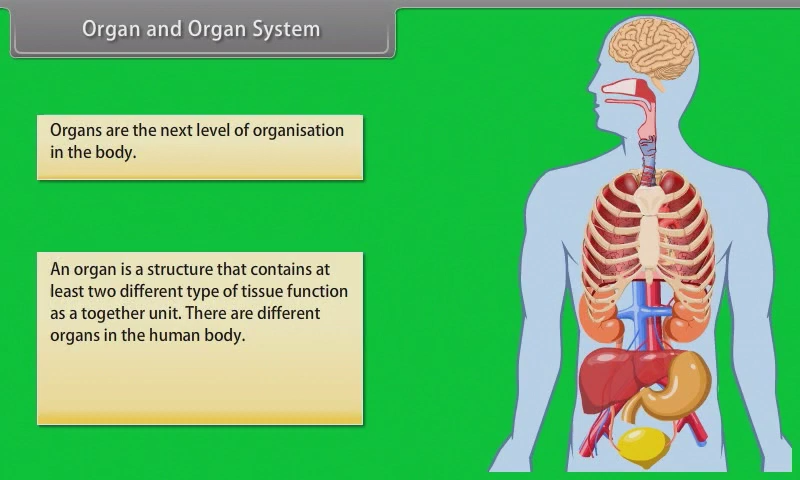 Organ and Organ System
Organs are the next level of organisation
in the body.
An organ is a structure that contains at
least two different type of tissue function
as a together unit. There are different
organs in the human body.